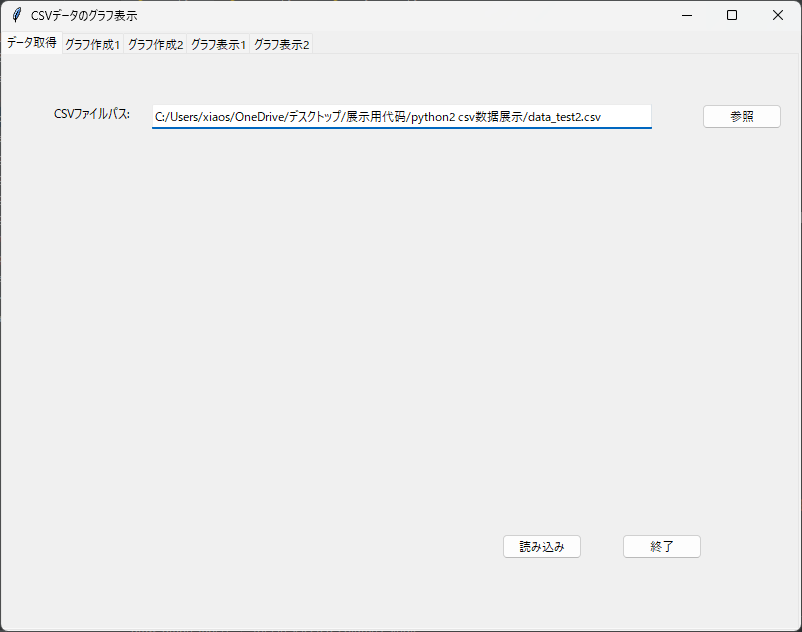 CSVデータのグラフ表示
データ取得 グラフ作成1 グラフ作成2 グラフ表示1 グラフ表示2
CSVファイルパス: C:/Users/xiaos/OneDrive/デスクトップ/展示用代码/python2 csv数据展示/data_test2.csv 参照
読み込み 終了